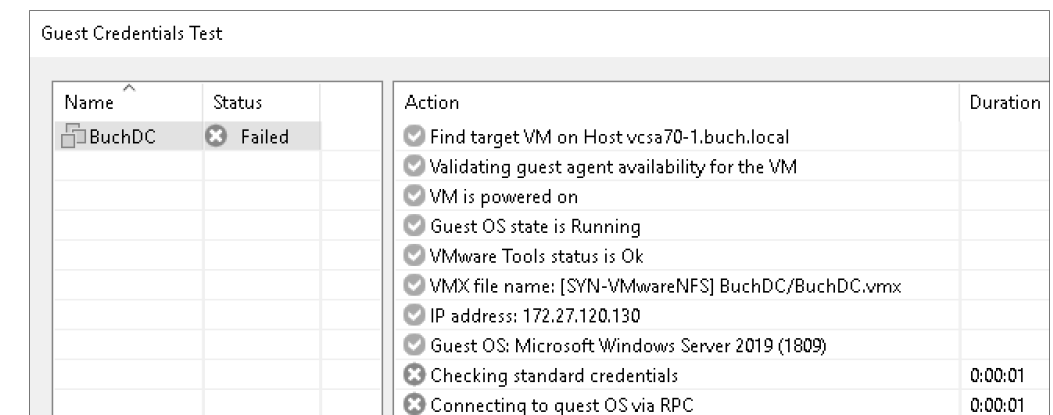 Guest Credentials Test
Name Status Action Duration
BuchDC Failed Find target VM on Host vcsa70-1.buch.local
Validating guest agent availability for the VM
VM is powered on
Guest OS state is Running
VMware Tools status is Ok
VMX file name: [SYN-VMwareNFS] BuchDC/BuchDC.vmx
IP address: 172.27.120.130
Guest OS: Microsoft Windows Server 2019 (1809)
Checking standard credentials 0:00:01
Connecting to guest OS via RPC 0:00:01